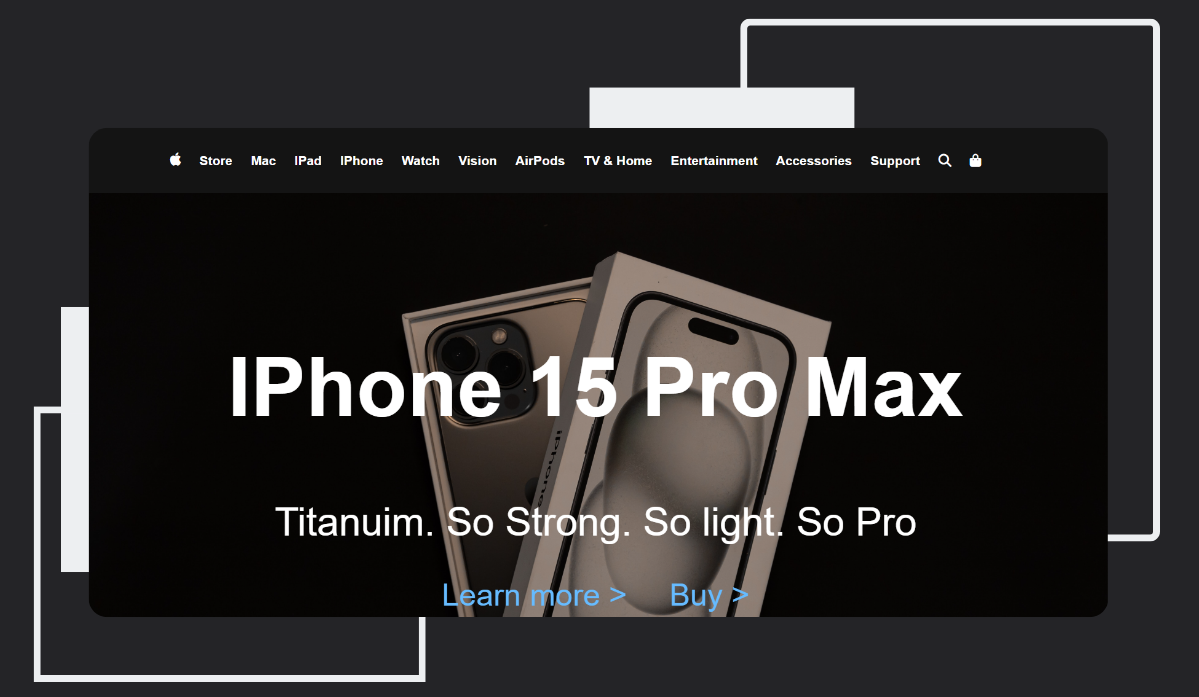 Store Mac IPad IPhone Watch Vision AirPods TV & Home Entertainment Accessories Support
IPhone 15 Pro Max
iPhone
Titanuim. So Strong. So light. So Pro
Learn more > Buy >